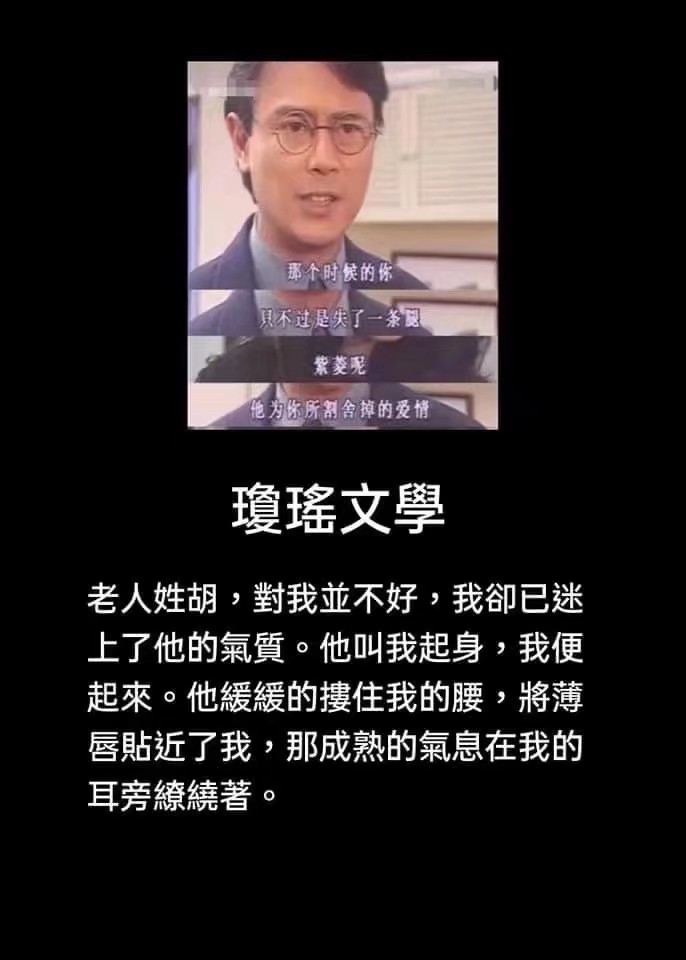 那个时候的你
只不过是失了一条腿
紫菱呢
他为你所割舍掉的爱情
瓊瑤文學
老人姓胡，對我並不好，我卻已迷
上了他的氣質。他叫我起身，我便
起來。他緩緩的摟住我的腰，將薄
唇貼近了我，那成熟的氣息在我的
耳旁繚繞著。